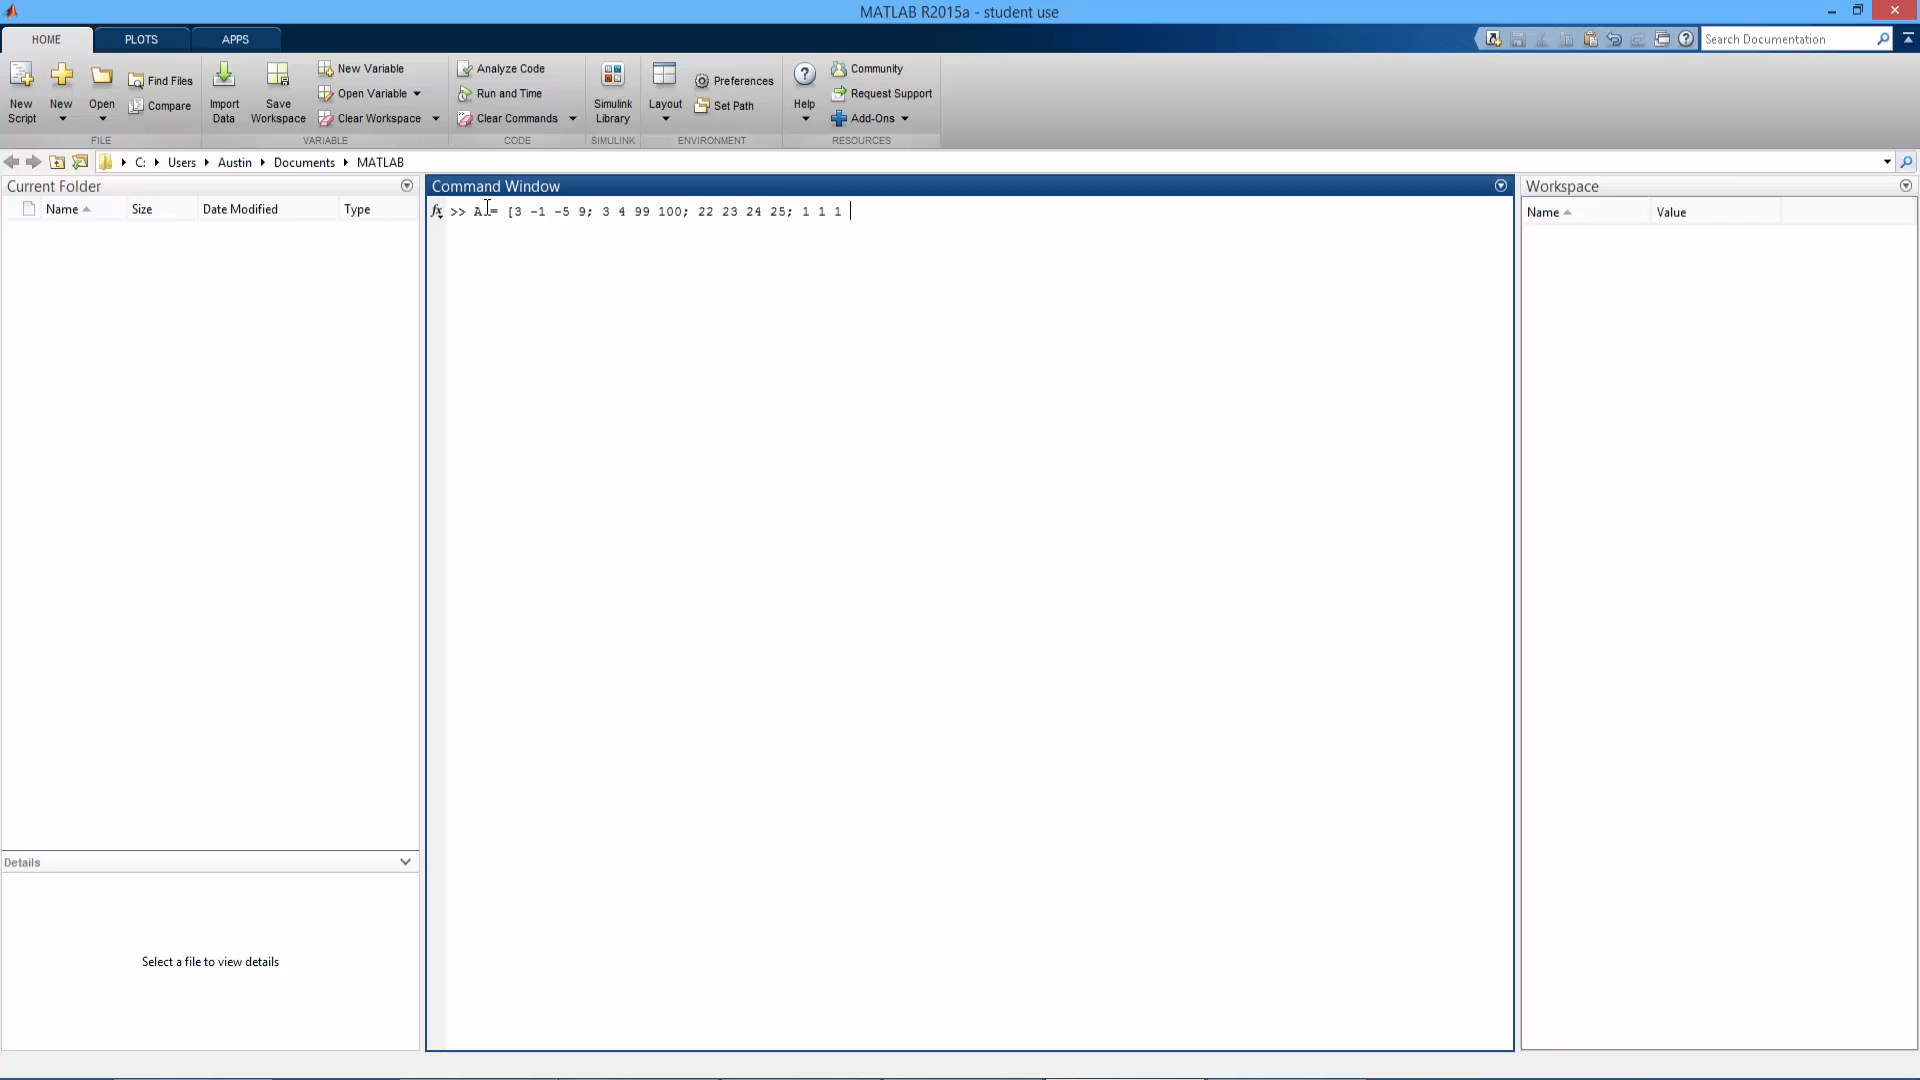 MATLAB R2015a - student use
HOME PLOTS APPS
Search Documentation
New Script
New
Open
Find Files
Compare
FILE
Import Data
Save Workspace
New Variable
Open Variable
Clear Workspace
VARIABLE
Analyze Code
Run and Time
Clear Commands
CODE
Simulink Library
SIMULINK
Layout
Preferences
Set Path
ENVIRONMENT
Help
Community
Request Support
Add-Ons
RESOURCES
C: Users Austin Documents MATLAB
Current Folder
Name Size Date Modified Type
Details
Select a file to view details
Command Window
fx >> A = [3 -1 -5 9; 3 4 99 100; 22 23 24 25; 1 1 1
Workspace
Name Value